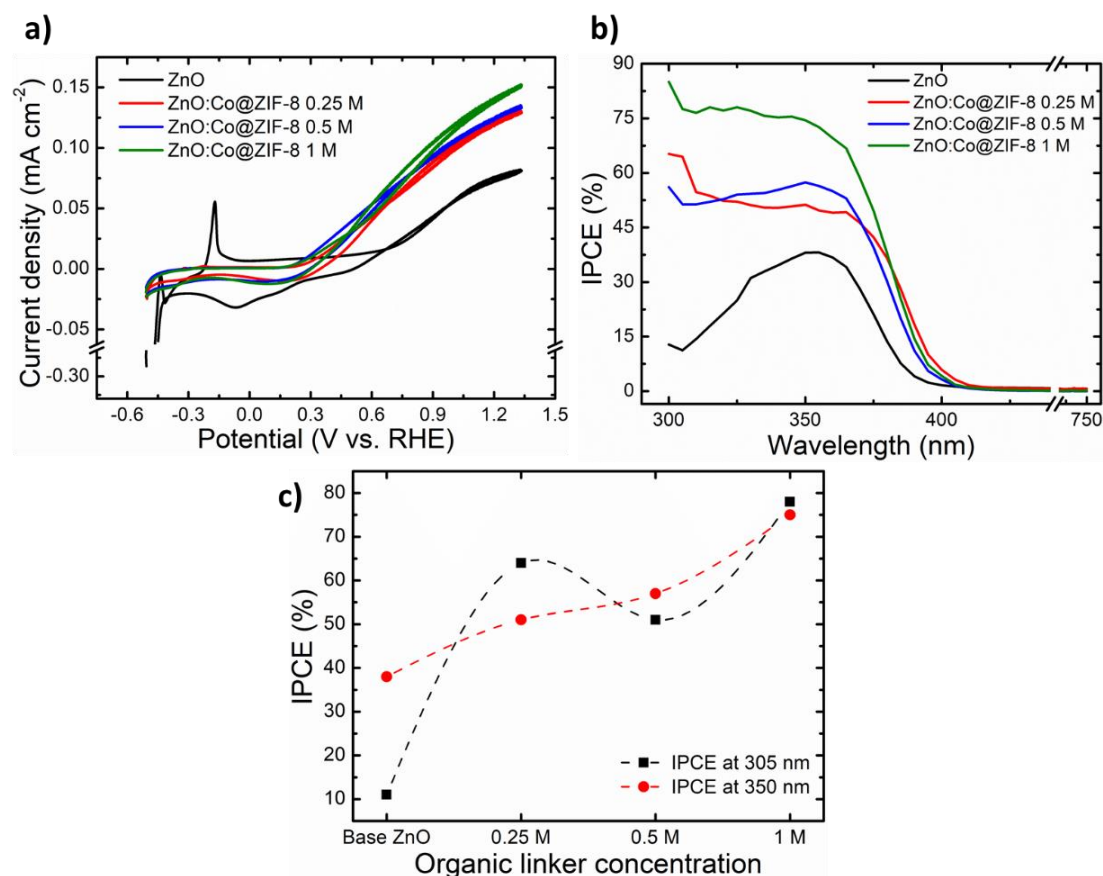 a)
ZnO
ZnO:Co@ZIF-8 0.25 M
ZnO:Co@ZIF-8 0.5 M
ZnO:Co@ZIF-8 1 M
Current density (mA cm⁻²)
0.15
0.10
0.05
0.00
-0.05
-0.30
-0.6 -0.3 0.0 0.3 0.6 0.9 1.2 1.5
Potential (V vs. RHE)
b)
ZnO
ZnO:Co@ZIF-8 0.25 M
ZnO:Co@ZIF-8 0.5 M
ZnO:Co@ZIF-8 1 M
IPCE (%)
90
75
60
45
30
15
0
300 350 400 750
Wavelength (nm)
c)
IPCE (%)
80
70
60
50
40
30
20
10
IPCE at 305 nm
IPCE at 350 nm
Base ZnO 0.25 M 0.5 M 1 M
Organic linker concentration